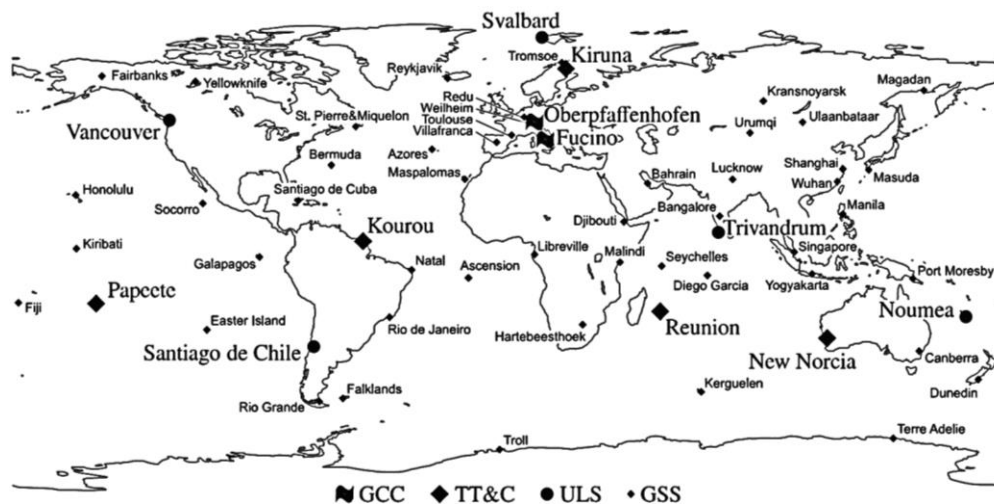 Svalbard
Tromsoe
Kiruna
Reykjavik
Fairbanks
Yellowknife
Magadan
Kransnoyarsk
Redu
Weilheim
Toulouse
Villafranca
Oberpfaffenhofen
Fucino
St. Pierre&Miquelon
Vancouver
Urumqi
Ulaanbataar
Bermuda
Azores
Maspalomas
Shanghai
Wuhan
Masuda
Lucknow
Bahrain
Honolulu
Santiago de Cuba
Socorro
Bangalore
Manila
Djibouti
Trivandrum
Kourou
Kiribati
Libreville
Malindi
Singapore
Galapagos
Natal
Ascension
Seychelles
Diego Garcia
Yogyakarta
Port Moresby
Papeete
Fiji
Noumea
Easter Island
Rio de Janeiro
Hartebeesthoek
Reunion
Santiago de Chile
New Norcia
Canberra
Kerguelen
Dunedin
Rio Grande
Falklands
Troll
Terre Adelie
GCC TT&C ULS GSS